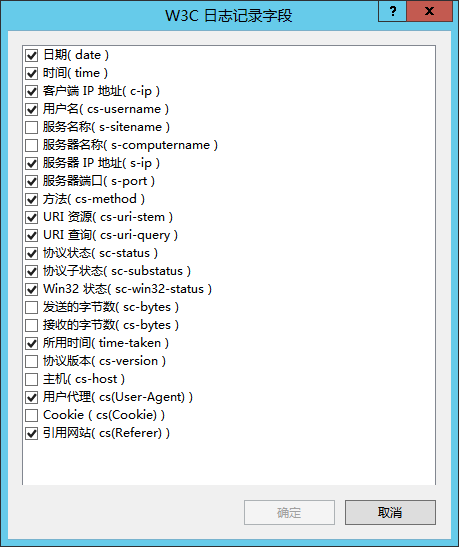 W3C 日志记录字段
?
日期( date )
时间( time )
客户端 IP 地址( c-ip )
用户名( cs-username )
服务名称( s-sitename )
服务器名称( s-computername )
服务器 IP 地址( s-ip )
服务器端口( s-port )
方法( cs-method )
URI 资源( cs-uri-stem )
URI 查询( cs-uri-query )
协议状态( sc-status )
协议子状态( sc-substatus )
Win32 状态( sc-win32-status )
发送的字节数( sc-bytes )
接收的字节数( cs-bytes )
所用时间( time-taken )
协议版本( cs-version )
主机( cs-host )
用户代理( cs(User-Agent) )
Cookie ( cs(Cookie) )
引用网站( cs(Referer) )
确定
取消